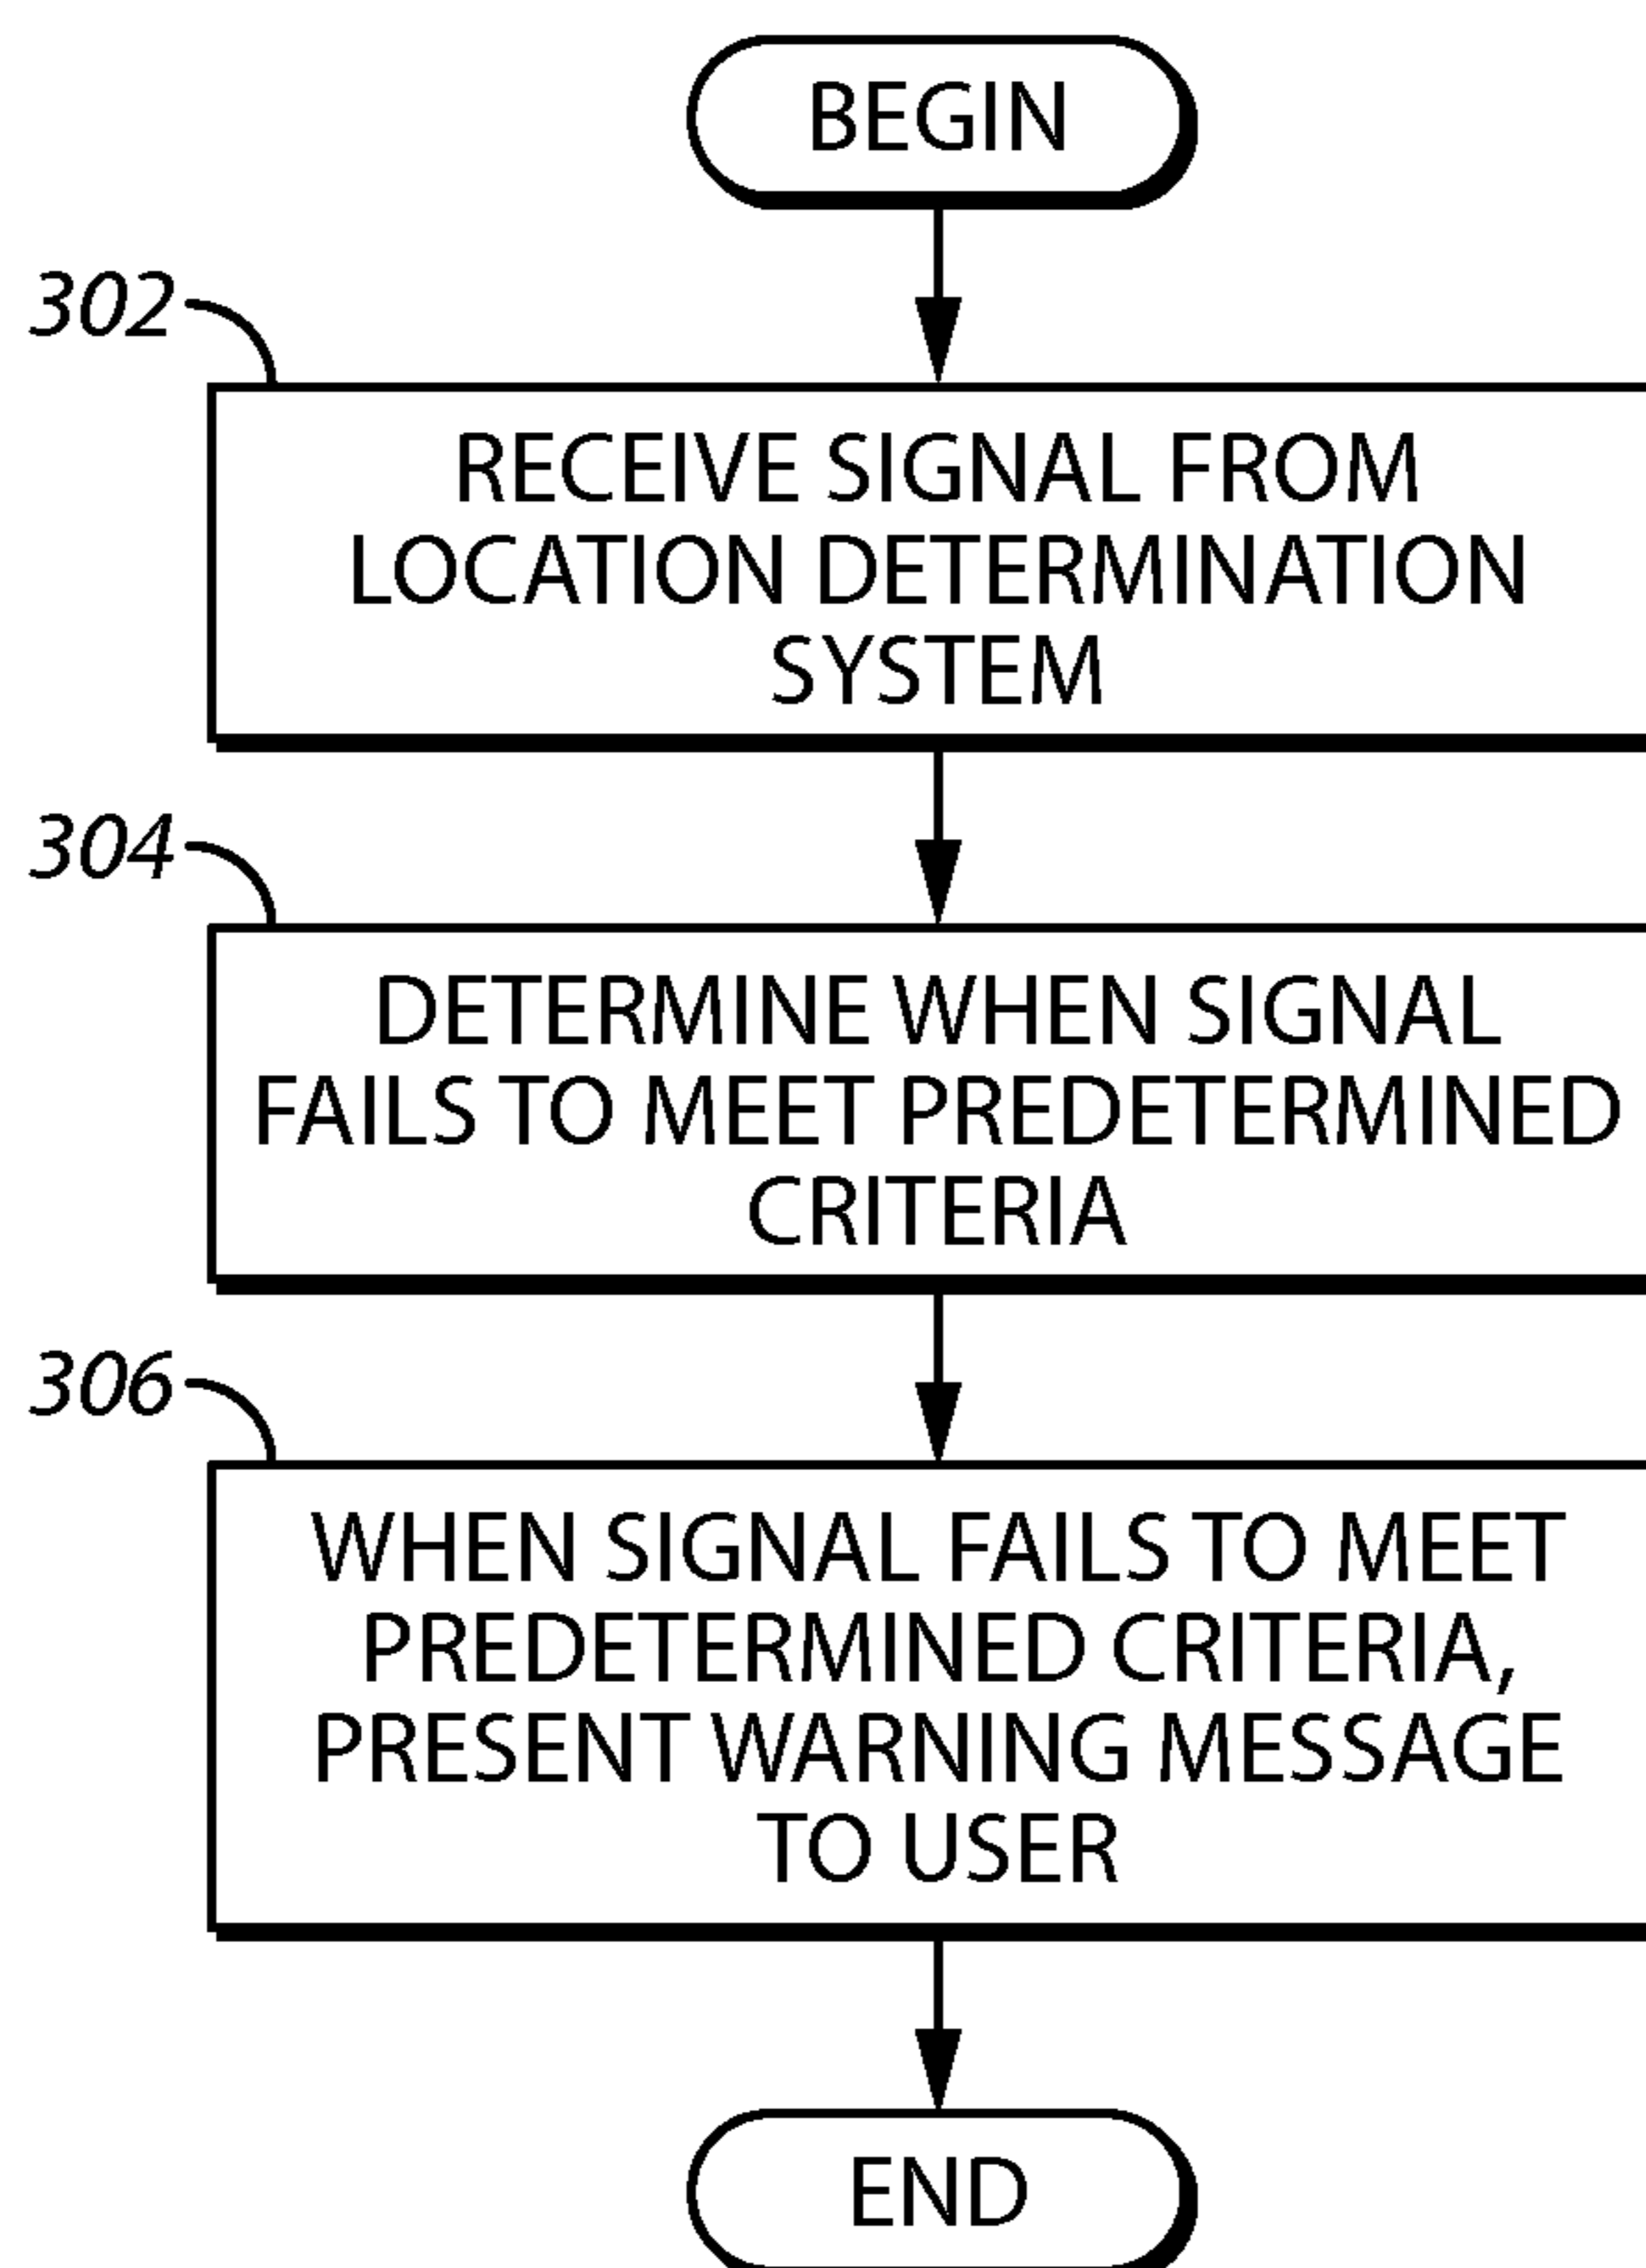 BEGIN
302
RECEIVE SIGNAL FROM
LOCATION DETERMINATION
SYSTEM
304
DETERMINE WHEN SIGNAL
FAILS TO MEET PREDETERMINED
CRITERIA
306
WHEN SIGNAL FAILS TO MEET
PREDETERMINED CRITERIA,
PRESENT WARNING MESSAGE
TO USER
END